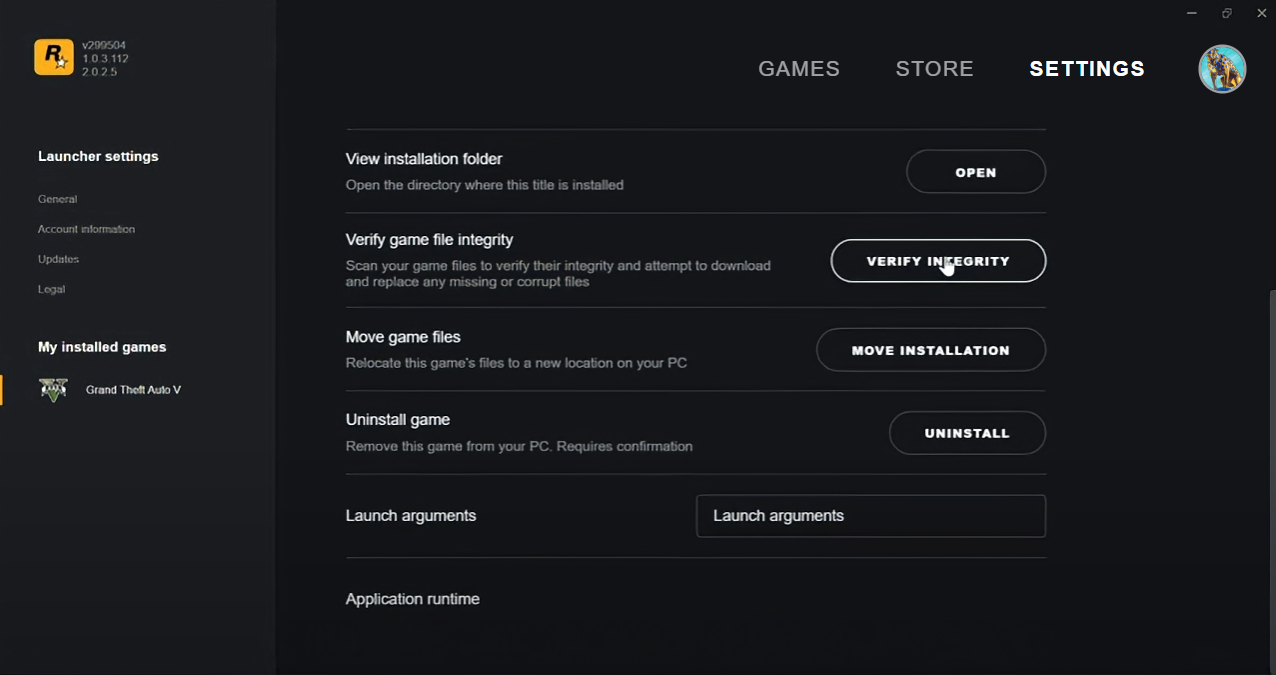 R
v299504
1.0.3.112
2.0.2.5
GAMES
STORE
SETTINGS
Launcher settings
General
Account information
Updates
Legal
My installed games
V
Grand Theft Auto V
View installation folder
Open the directory where this title is installed
OPEN
Verify game file integrity
Scan your game files to verify their integrity and attempt to download
and replace any missing or corrupt files
VERIFY INTEGRITY
Move game files
Relocate this game's files to a new location on your PC
MOVE INSTALLATION
Uninstall game
Remove this game from your PC. Requires confirmation
UNINSTALL
Launch arguments
Launch arguments
Application runtime